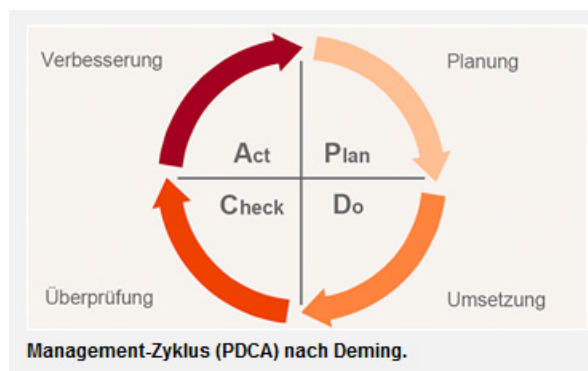 Verbesserung
Planung
Act
Plan
Check
Do
Überprüfung
Umsetzung
Management-Zyklus (PDCA) nach Deming.